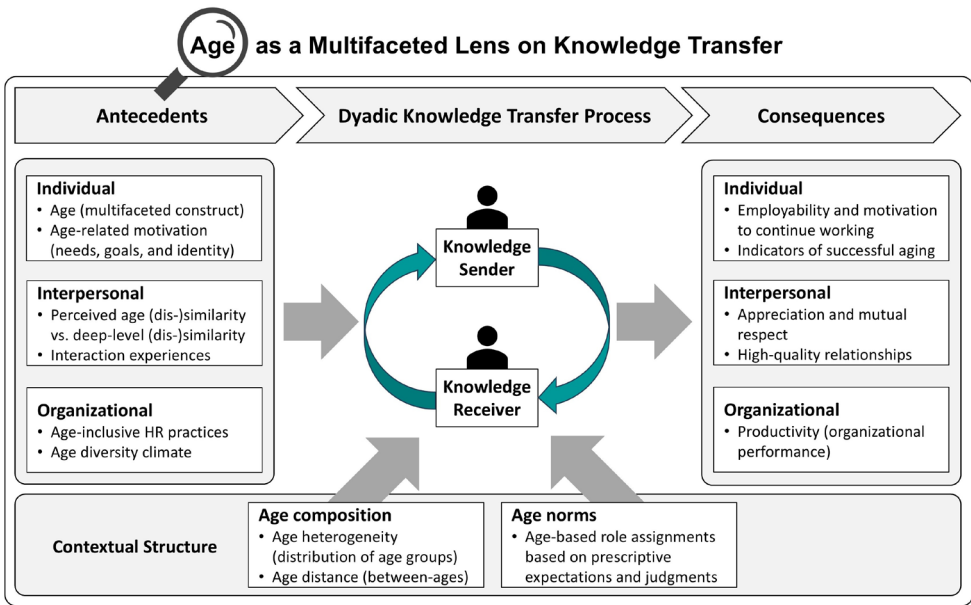 Age as a Multifaceted Lens on Knowledge Transfer
Antecedents
Dyadic Knowledge Transfer Process
Consequences
Individual
• Age (multifaceted construct)
• Age-related motivation
(needs, goals, and identity)
Interpersonal
• Perceived age (dis-)similarity
vs. deep-level (dis-)similarity
• Interaction experiences
Organizational
• Age-inclusive HR practices
• Age diversity climate
Knowledge
Sender
Knowledge
Receiver
Individual
• Employability and motivation
to continue working
• Indicators of successful aging
Interpersonal
• Appreciation and mutual
respect
• High-quality relationships
Organizational
• Productivity (organizational
performance)
Contextual Structure
Age composition
• Age heterogeneity
(distribution of age groups)
• Age distance (between-ages)
Age norms
• Age-based role assignments
based on prescriptive
expectations and judgments